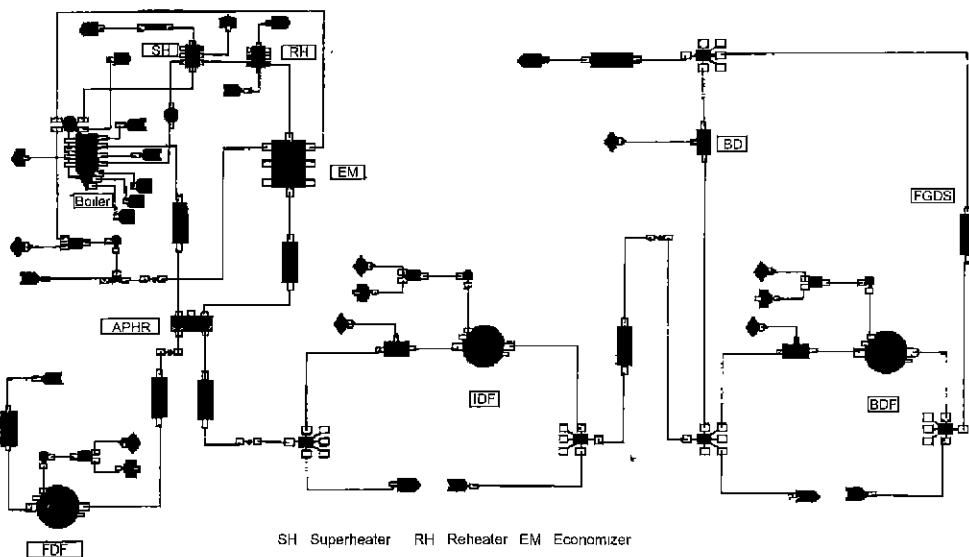 SH
RH
EM
BD
Boiler
FGDS
APHR
IDF
BDF
FDF
SH Superheater RH Reheater EM Economizer